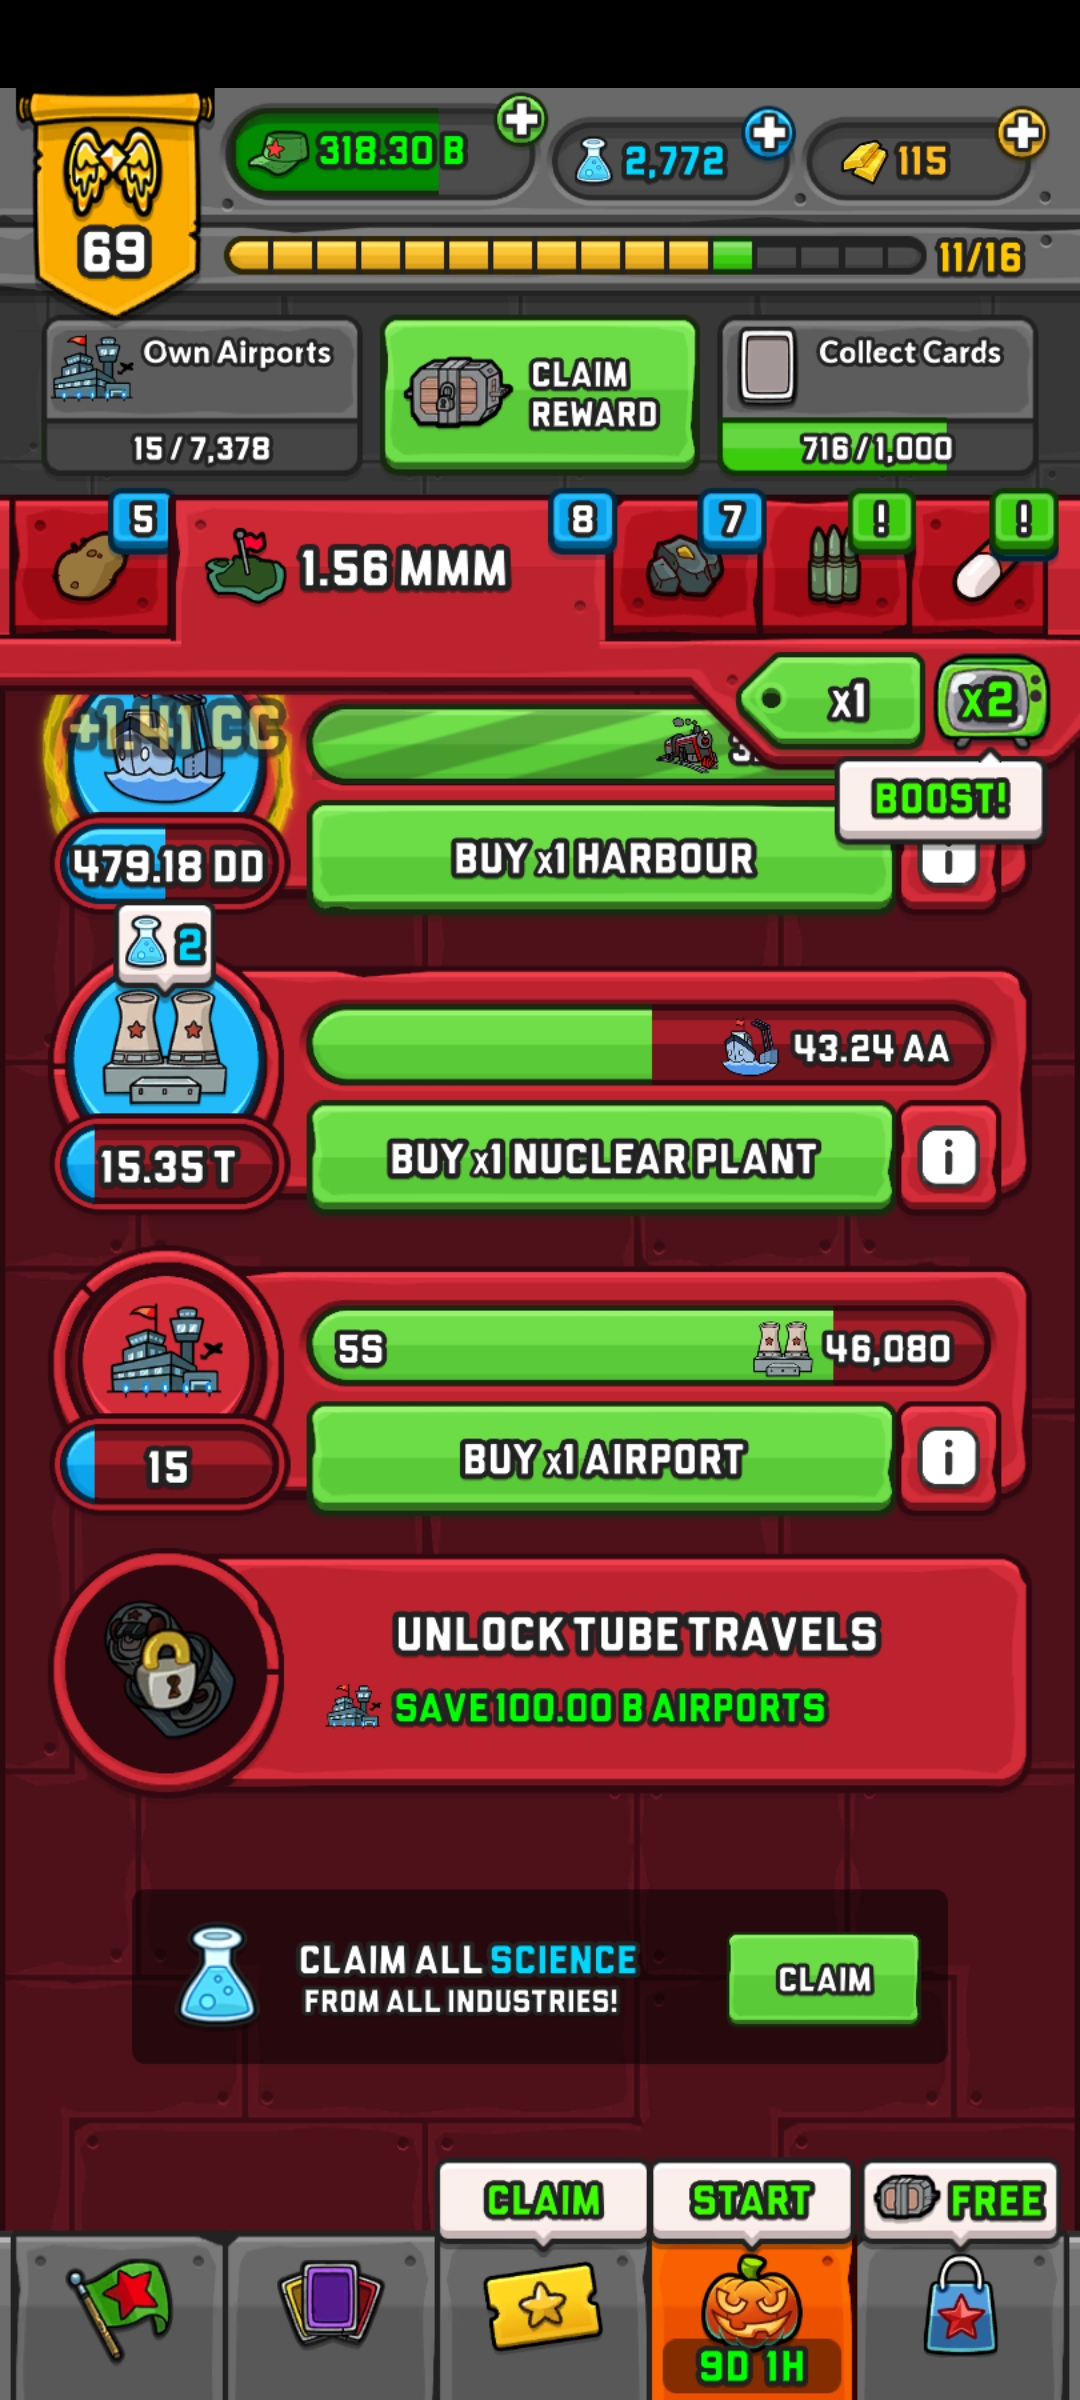 318.30 B
2,772
115
69
11/16
Own Airports
15 / 7,378
CLAIM
REWARD
Collect Cards
716 / 1,000
5
1.56 MMM
8
7
!
!
x1
x2
BOOST!
+1.41 CC
479.18 DD
BUY x1 HARBOUR
i
2
43.24 AA
15.35 T
BUY x1 NUCLEAR PLANT
i
5S
46,080
15
BUY x1 AIRPORT
i
UNLOCK TUBE TRAVELS
SAVE 100.00 B AIRPORTS
CLAIM ALL SCIENCE
FROM ALL INDUSTRIES!
CLAIM
CLAIM
START
FREE
9D 1H